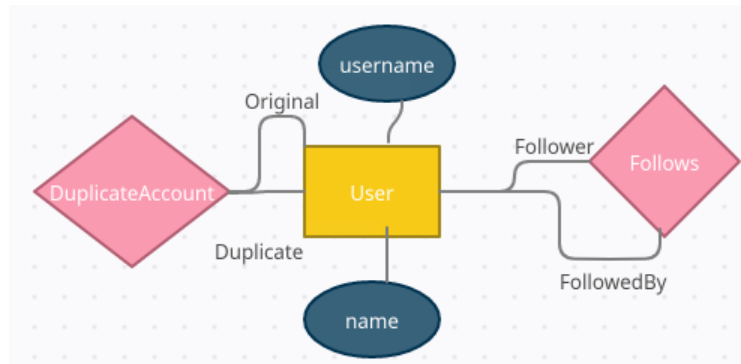 username
Original
Follower
DuplicateAccount
User
Follows
Duplicate
FollowedBy
name